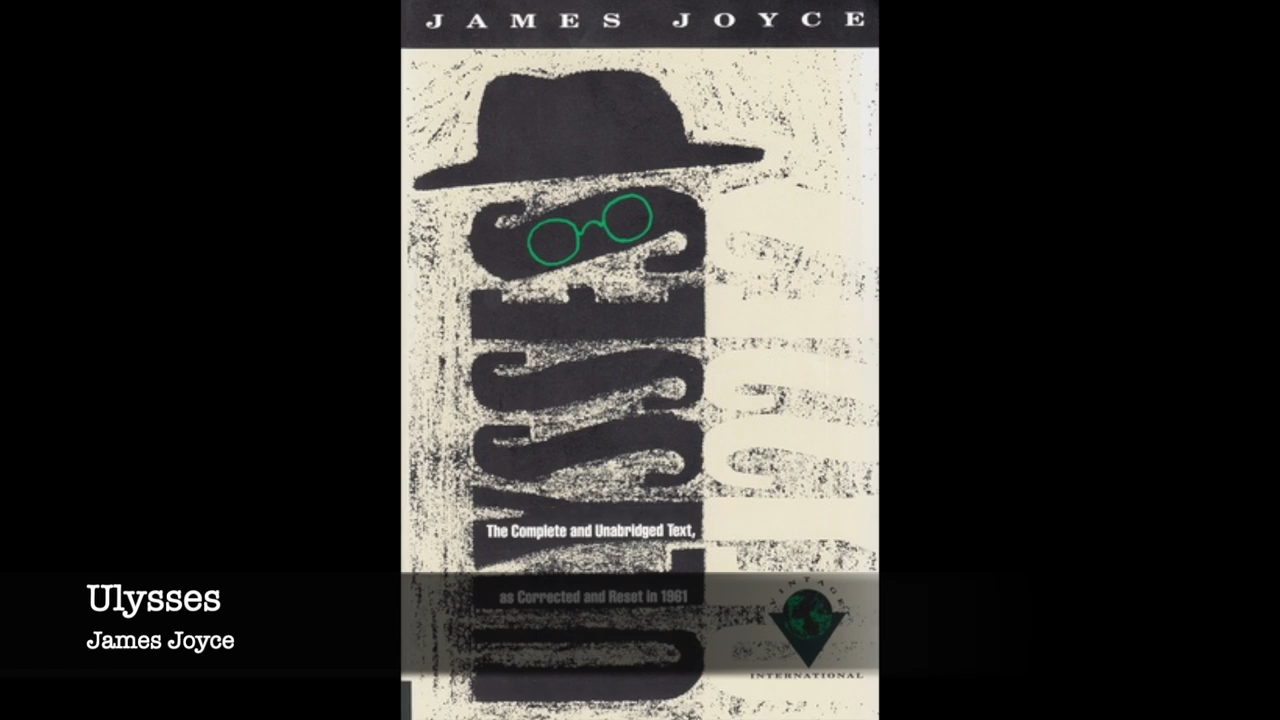 JAMES JOYCE
ULYSSES
The Complete and Unabridged Text,
as Corrected and Reset in 1961
VINTAGE
INTERNATIONAL
Ulysses
James Joyce